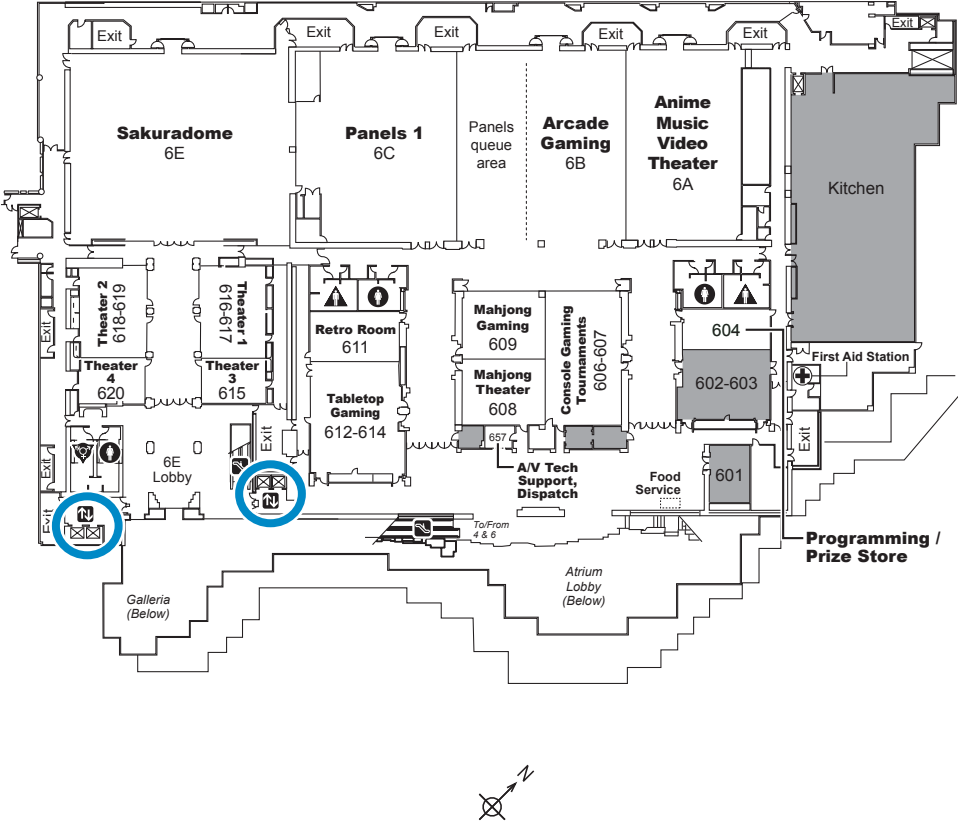 Exit
Exit
Exit
Exit
Exit
Exit
Sakuradome
6E
Panels 1
6C
Panels
queue
area
Arcade
Gaming
6B
Anime
Music
Video
Theater
6A
Kitchen
Theater 2
618-619
Theater 1
616-617
Exit
Theater
4
620
Theater
3
615
Retro Room
611
Tabletop
Gaming
612-614
Mahjong
Gaming
609
Mahjong
Theater
608
Console Gaming
Tournaments
606-607
604
602-603
First Aid Station
Exit
Exit
Exit
Exit
6E
Lobby
657
A/V Tech
Support,
Dispatch
Food
Service
601
To/From
4 & 6
Programming /
Prize Store
Galleria
(Below)
Atrium
Lobby
(Below)
N